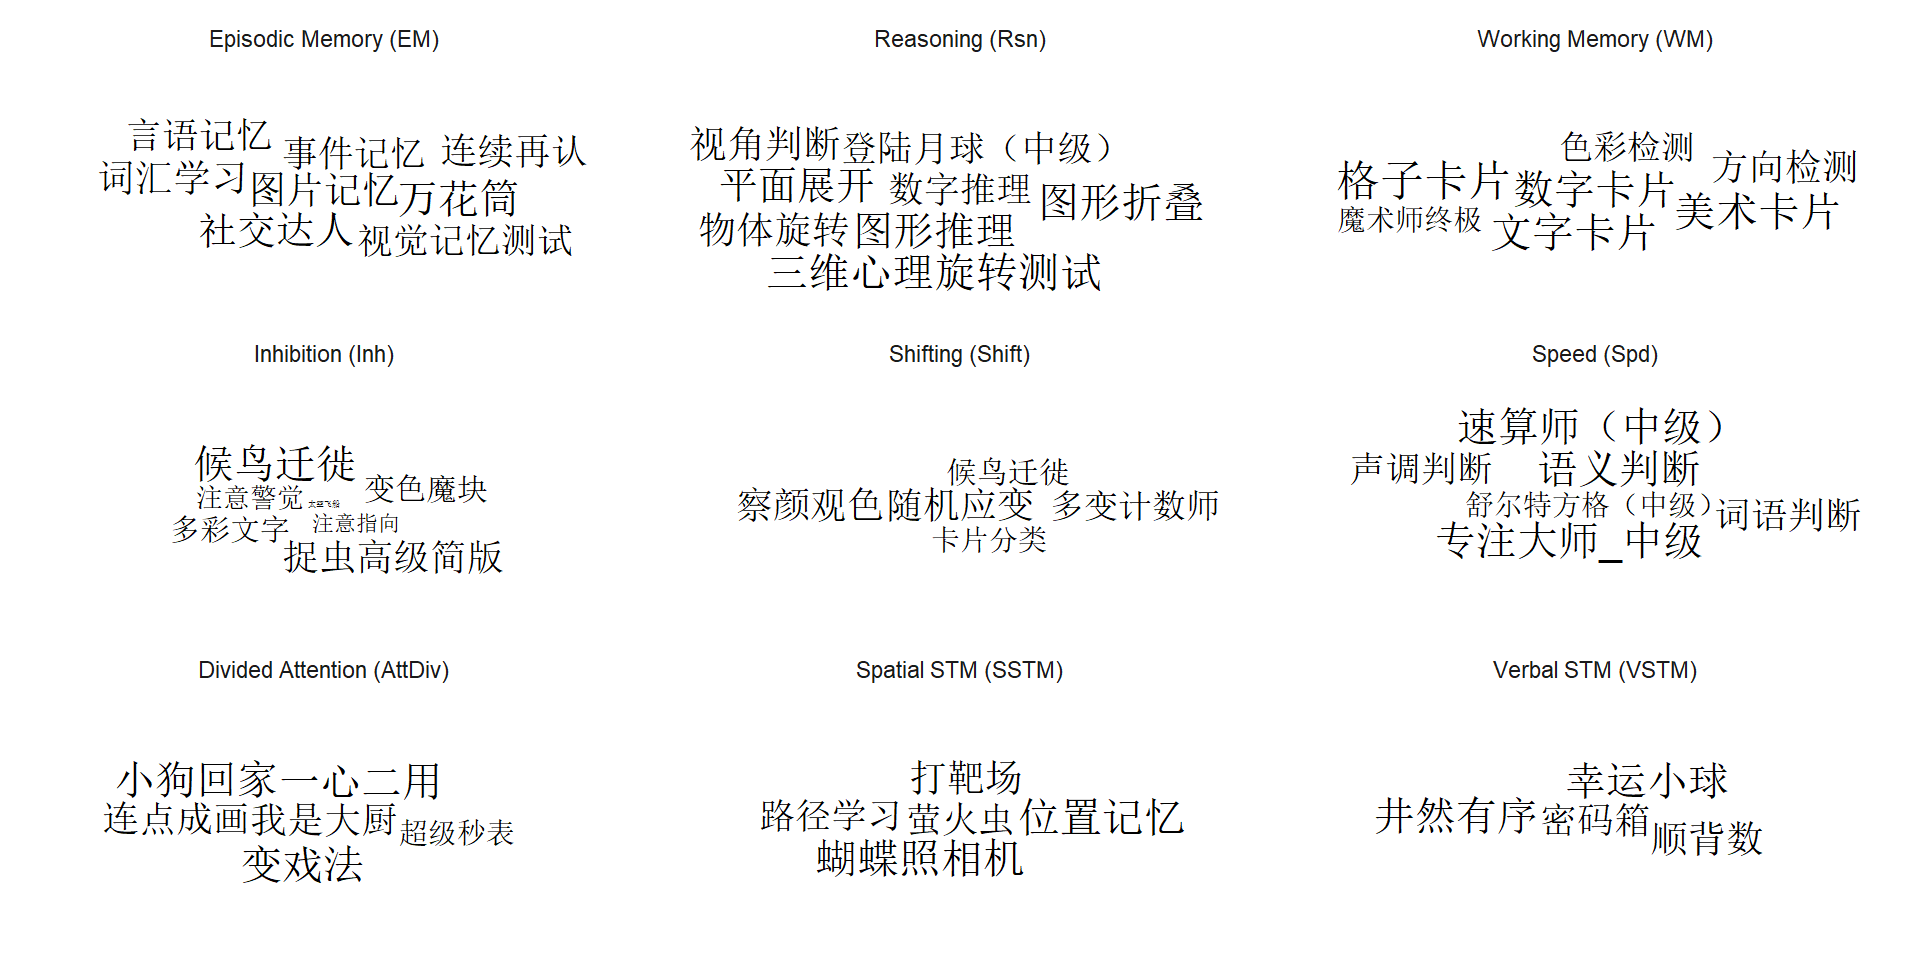 Episodic Memory (EM)
言语记忆 事件记忆 连续再认
词汇学习 图片记忆 万花筒
社交达人 视觉记忆测试
Reasoning (Rsn)
视角判断 登陆月球（中级）
平面展开 数字推理 图形折叠
物体旋转 图形推理
三维心理旋转测试
Working Memory (WM)
色彩检测 方向检测
格子卡片 数字卡片 美术卡片
魔术师终极 文字卡片
Inhibition (Inh)
候鸟迁徙
注意警觉 太空飞船 变色魔块
多彩文字 注意指向
捉虫高级简版
Shifting (Shift)
候鸟迁徙
察颜观色 随机应变 多变计数师
卡片分类
Speed (Spd)
速算师（中级）
声调判断 语义判断
舒尔特方格（中级） 词语判断
专注大师_中级
Divided Attention (AttDiv)
小狗回家 一心二用
连点成画 我是大厨 超级秒表
变戏法
Spatial STM (SSTM)
打靶场
路径学习 萤火虫 位置记忆
蝴蝶照相机
Verbal STM (VSTM)
幸运小球
井然有序 密码箱 顺背数